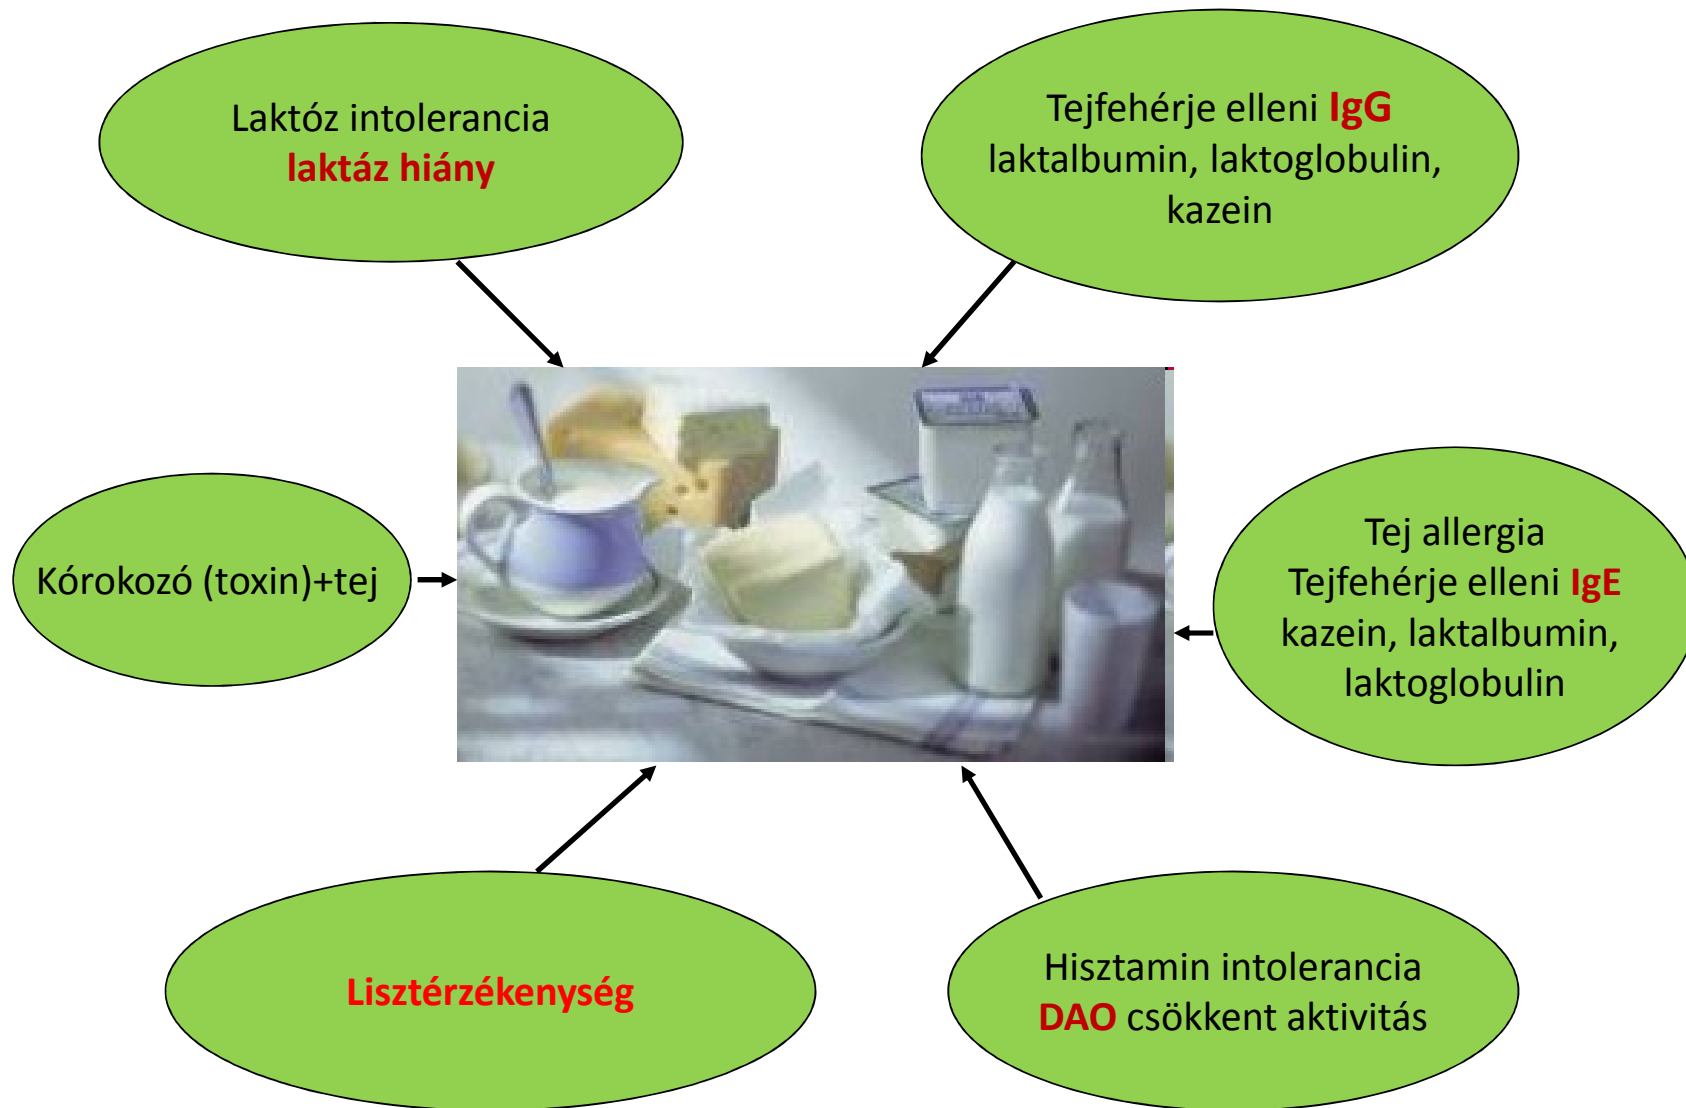 Laktóz intolerancia
laktáz hiány
Tejfehérje elleni IgG
laktalbumin, laktoglobulin,
kazein
Kórokozó (toxin)+tej
Tej allergia
Tejfehérje elleni IgE
kazein, laktalbumin,
laktoglobulin
Lisztérzékenység
Hisztamin intolerancia
DAO csökkent aktivitás